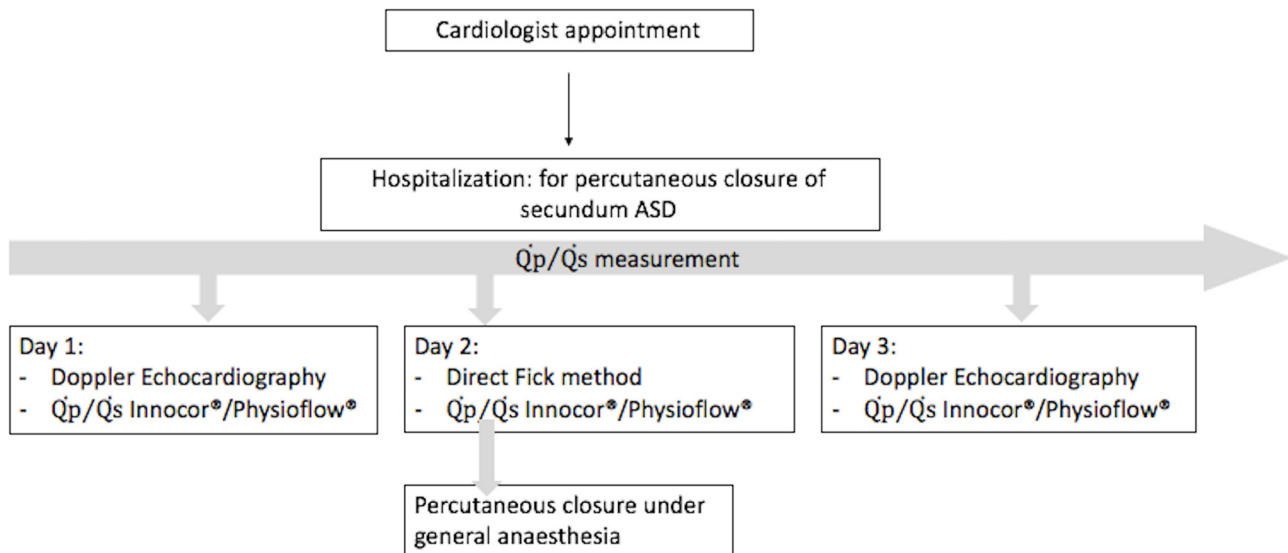 Cardiologist appointment
Hospitalization: for percutaneous closure of
secundum ASD
Q̇p/Q̇s measurement
Day 1:
- Doppler Echocardiography
- Q̇p/Q̇s Innocor®/Physioflow®
Day 2:
- Direct Fick method
- Q̇p/Q̇s Innocor®/Physioflow®
Day 3:
- Doppler Echocardiography
- Q̇p/Q̇s Innocor®/Physioflow®
Percutaneous closure under
general anaesthesia